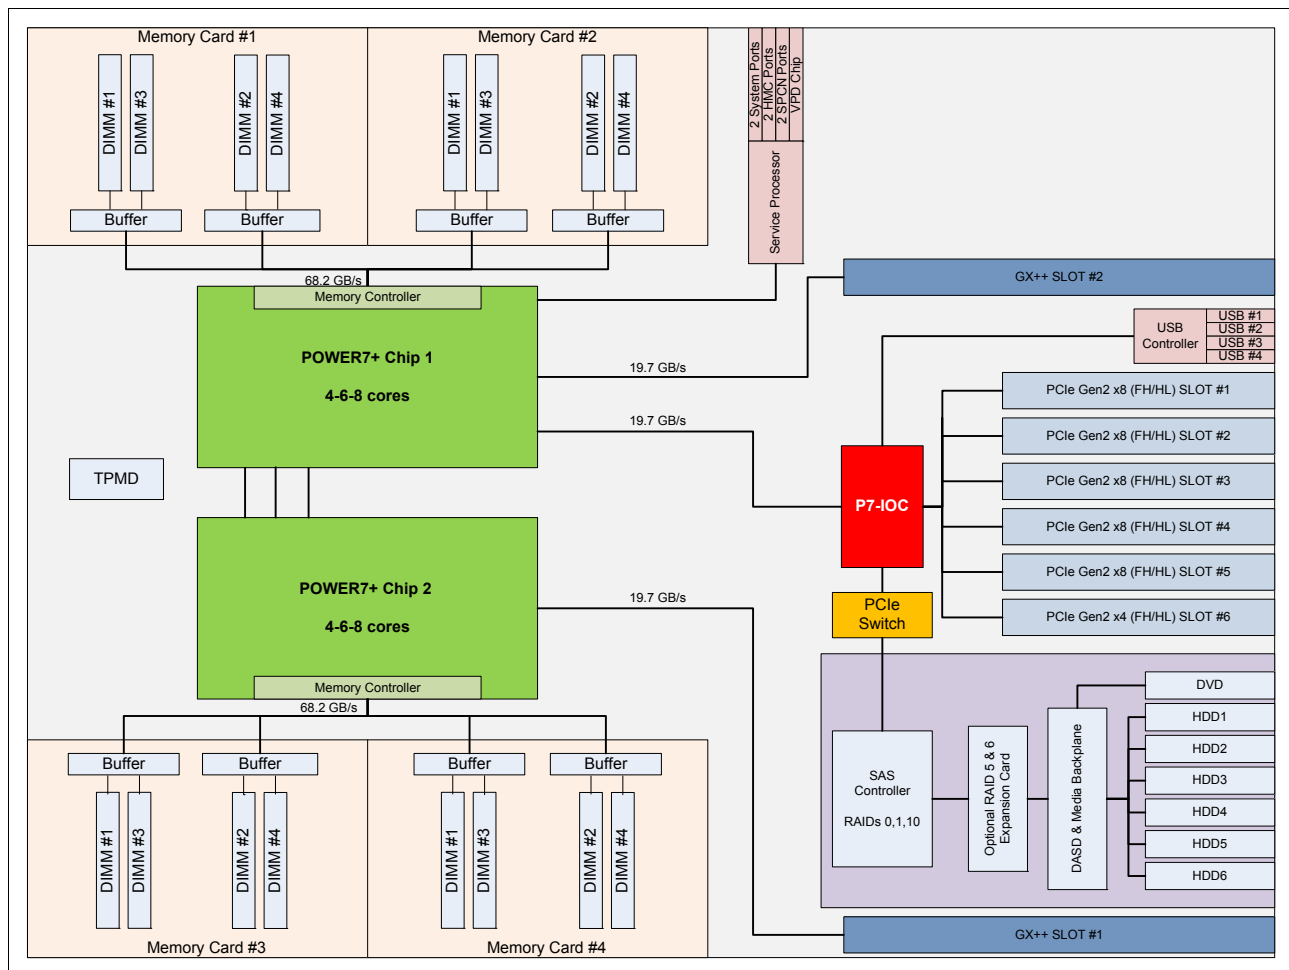 Memory Card #1
DIMM #1
DIMM #3
DIMM #2
DIMM #4
Buffer
Buffer
Memory Card #2
DIMM #1
DIMM #3
DIMM #2
DIMM #4
Buffer
Buffer
2 System Ports
2 HMC Ports
2 SPCN Ports
VPD Chip
Service Processor
68.2 GB/s
Memory Controller
POWER7+ Chip 1
4-6-8 cores
19.7 GB/s
19.7 GB/s
GX++ SLOT #2
USB
Controller
USB #1
USB #2
USB #3
USB #4
PCIe Gen2 x8 (FH/HL) SLOT #1
PCIe Gen2 x8 (FH/HL) SLOT #2
PCIe Gen2 x8 (FH/HL) SLOT #3
PCIe Gen2 x8 (FH/HL) SLOT #4
PCIe Gen2 x8 (FH/HL) SLOT #5
PCIe Gen2 x4 (FH/HL) SLOT #6
TPMD
P7-IOC
PCIe
Switch
POWER7+ Chip 2
4-6-8 cores
19.7 GB/s
Memory Controller
68.2 GB/s
Buffer
Buffer
DIMM #1
DIMM #3
DIMM #2
DIMM #4
Memory Card #3
Buffer
Buffer
DIMM #1
DIMM #3
DIMM #2
DIMM #4
Memory Card #4
SAS
Controller
RAIDs 0,1,10
Optional RAID 5 & 6
Expansion Card
DASD & Media Backplane
DVD
HDD1
HDD2
HDD3
HDD4
HDD5
HDD6
GX++ SLOT #1